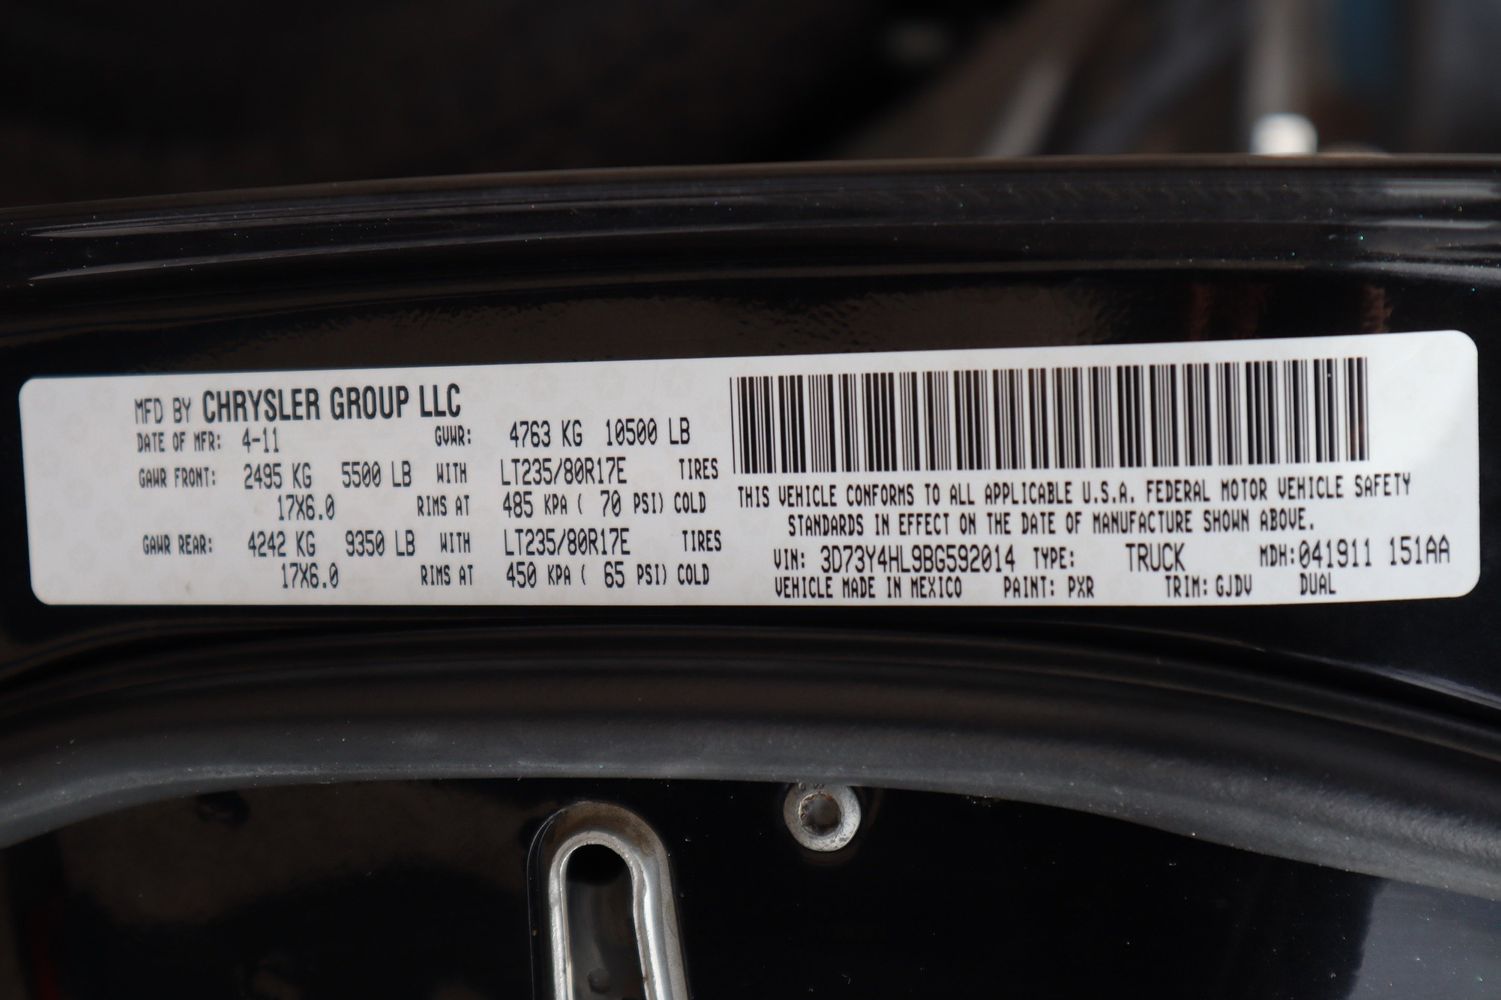 MFD BY CHRYSLER GROUP LLC
DATE OF MFR: 4-11 GVWR: 4763 KG 10500 LB
GAWR FRONT: 2495 KG 5500 LB WITH LT235/80R17E TIRES
17X6.0 RIMS AT 485 KPA ( 70 PSI) COLD
GAWR REAR: 4242 KG 9350 LB WITH LT235/80R17E TIRES
17X6.0 RIMS AT 450 KPA ( 65 PSI) COLD
THIS VEHICLE CONFORMS TO ALL APPLICABLE U.S.A. FEDERAL MOTOR VEHICLE SAFETY
STANDARDS IN EFFECT ON THE DATE OF MANUFACTURE SHOWN ABOVE.
VIN: 3D73Y4HL9BG592014 TYPE: TRUCK MDH: 041911 151AA
VEHICLE MADE IN MEXICO PAINT: PXR TRIM: GJDV DUAL